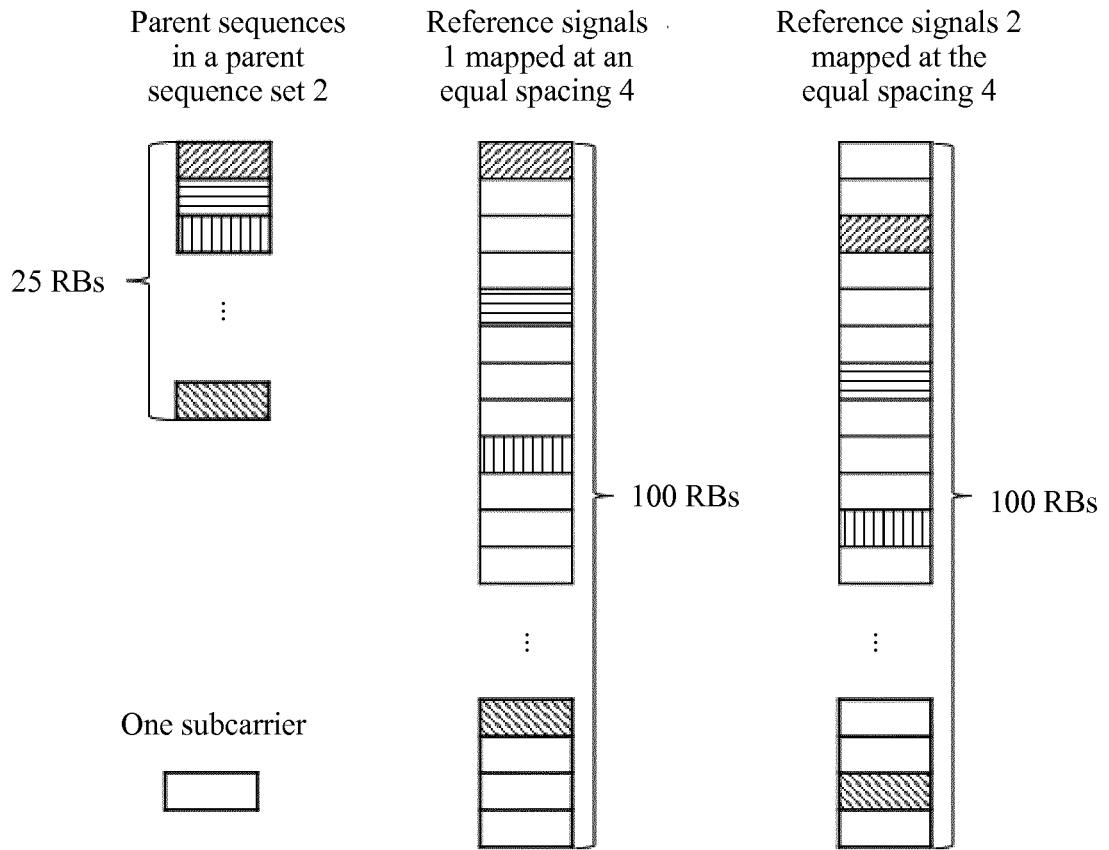 Parent sequences
in a parent
sequence set 2
Reference signals
1 mapped at an
equal spacing 4
Reference signals 2
mapped at the
equal spacing 4
25 RBs
⋮
100 RBs
100 RBs
⋮
⋮
One subcarrier